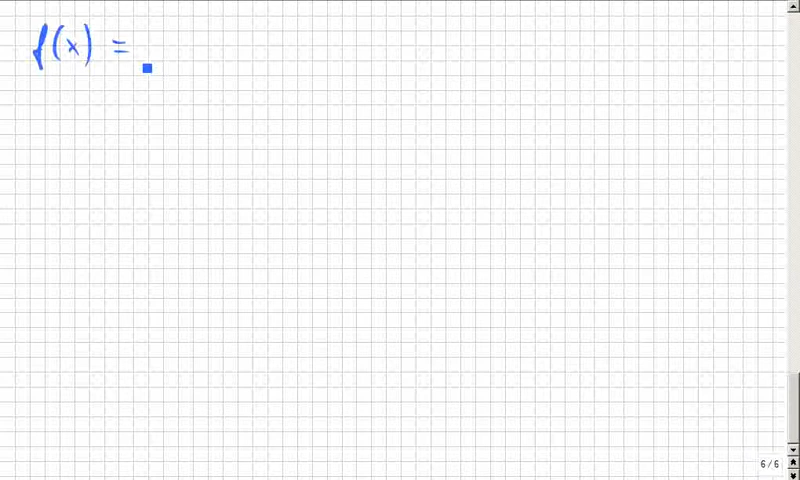 f(x) =
6/6